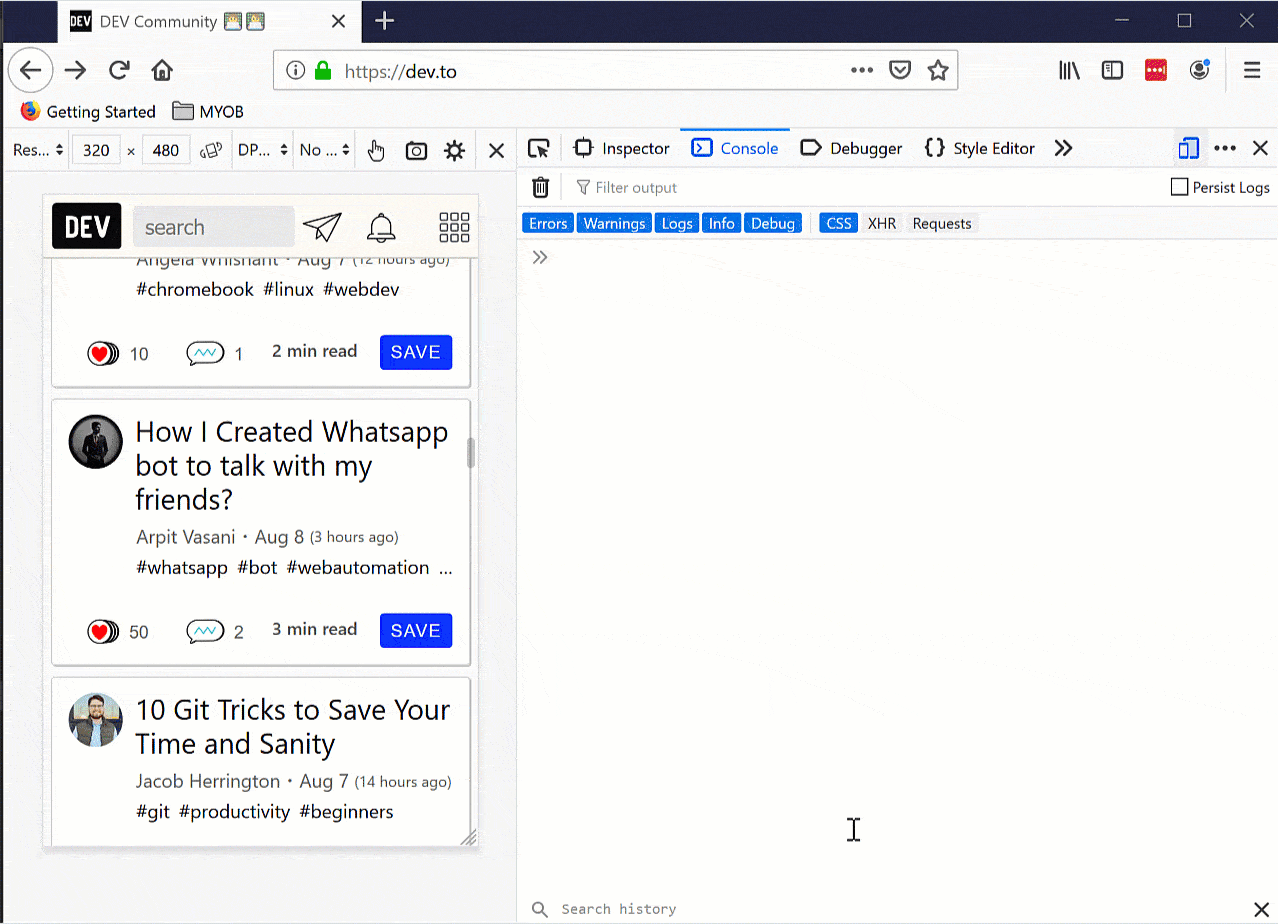 DEV DEV Community
https://dev.to
Getting Started MYOB
Res... 320 × 480 DP... No ...
Inspector Console Debugger Style Editor
Filter output Persist Logs
Errors Warnings Logs Info Debug CSS XHR Requests
DEV search
Angela Whisnant · Aug 7 (12 hours ago)
#chromebook #linux #webdev
10 1 2 min read SAVE
How I Created Whatsapp
bot to talk with my
friends?
Arpit Vasani · Aug 8 (3 hours ago)
#whatsapp #bot #webautomation ...
50 2 3 min read SAVE
10 Git Tricks to Save Your
Time and Sanity
Jacob Herrington · Aug 7 (14 hours ago)
#git #productivity #beginners
Search history